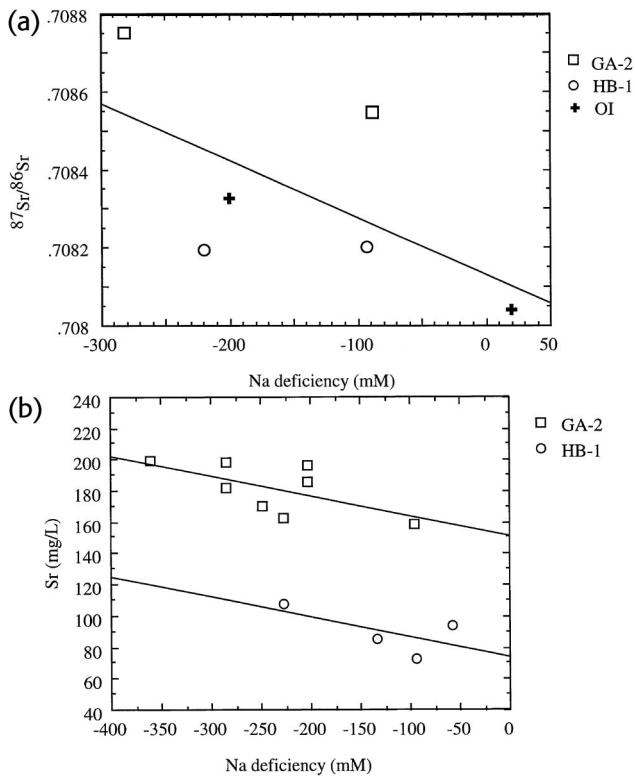 (a)
.7088
.7086
.7084
.7082
.708
87Sr/86Sr
-300
-200
-100
0
50
Na deficiency (mM)
GA-2
HB-1
OI
(b)
240
220
200
180
160
140
120
100
80
60
40
Sr (mg/L)
-400
-350
-300
-250
-200
-150
-100
-50
0
Na deficiency (mM)
GA-2
HB-1